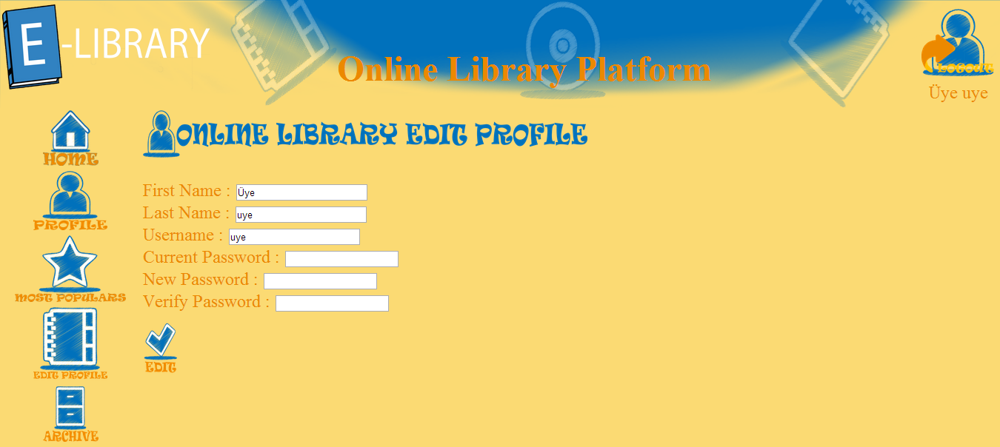 E-LIBRARY
Online Library Platform
LOGOUT
Üye uye
HOME
PROFILE
MOST POPULARS
EDIT PROFILE
ARCHIVE
ONLINE LIBRARY EDIT PROFILE
First Name : Üye
Last Name : uye
Username : uye
Current Password :
New Password :
Verify Password :
EDIT